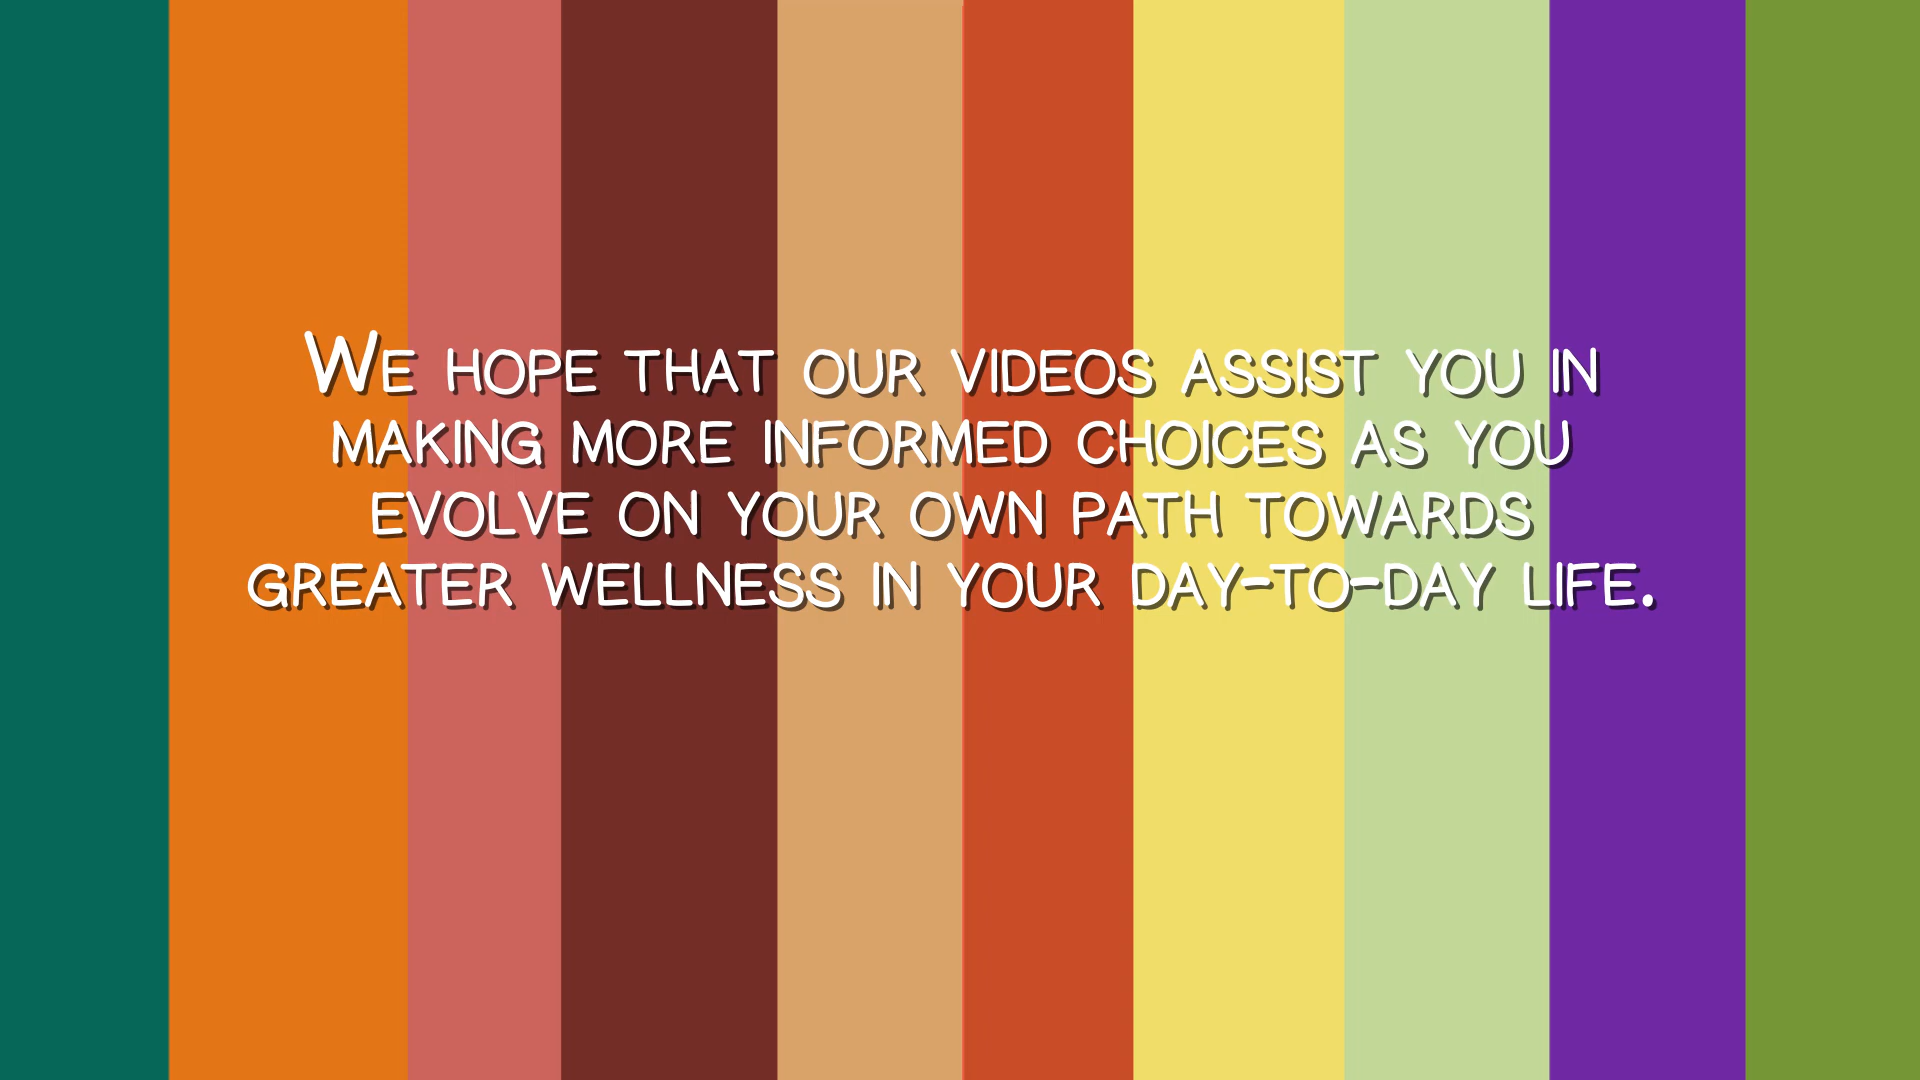 We hope that our videos assist you in
making more informed choices as you
evolve on your own path towards
greater wellness in your day-to-day life.